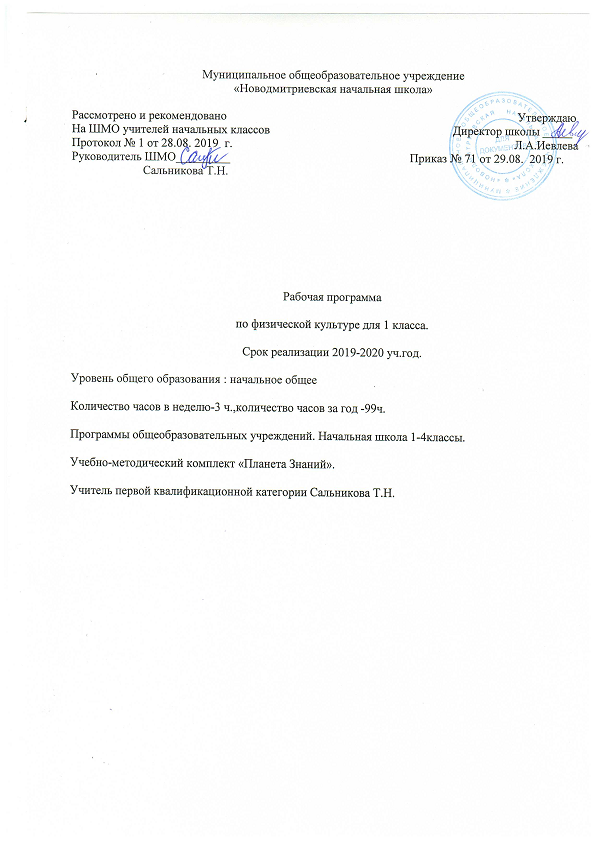 Муниципальное общеобразовательное учреждение
«Новодмитриевская начальная школа»
Рассмотрено и рекомендовано
На ШМО учителей начальных классов
Протокол № 1 от 28.08. 2019 г.
Руководитель ШМО
Сальникова Т.Н.
Утверждаю.
Директор школы
Л.А.Иевлева
Приказ № 71 от 29.08. 2019 г.
ДЛЯ
Рабочая программа
по физической культуре для 1 класса.
Срок реализации 2019-2020 уч.год.
Уровень общего образования : начальное общее
Количество часов в неделю-3 ч.,количество часов за год -99ч.
Программы общеобразовательных учреждений. Начальная школа 1-4классы.
Учебно-методический комплект «Планета Знаний».
Учитель первой квалификационной категории Сальникова Т.Н.